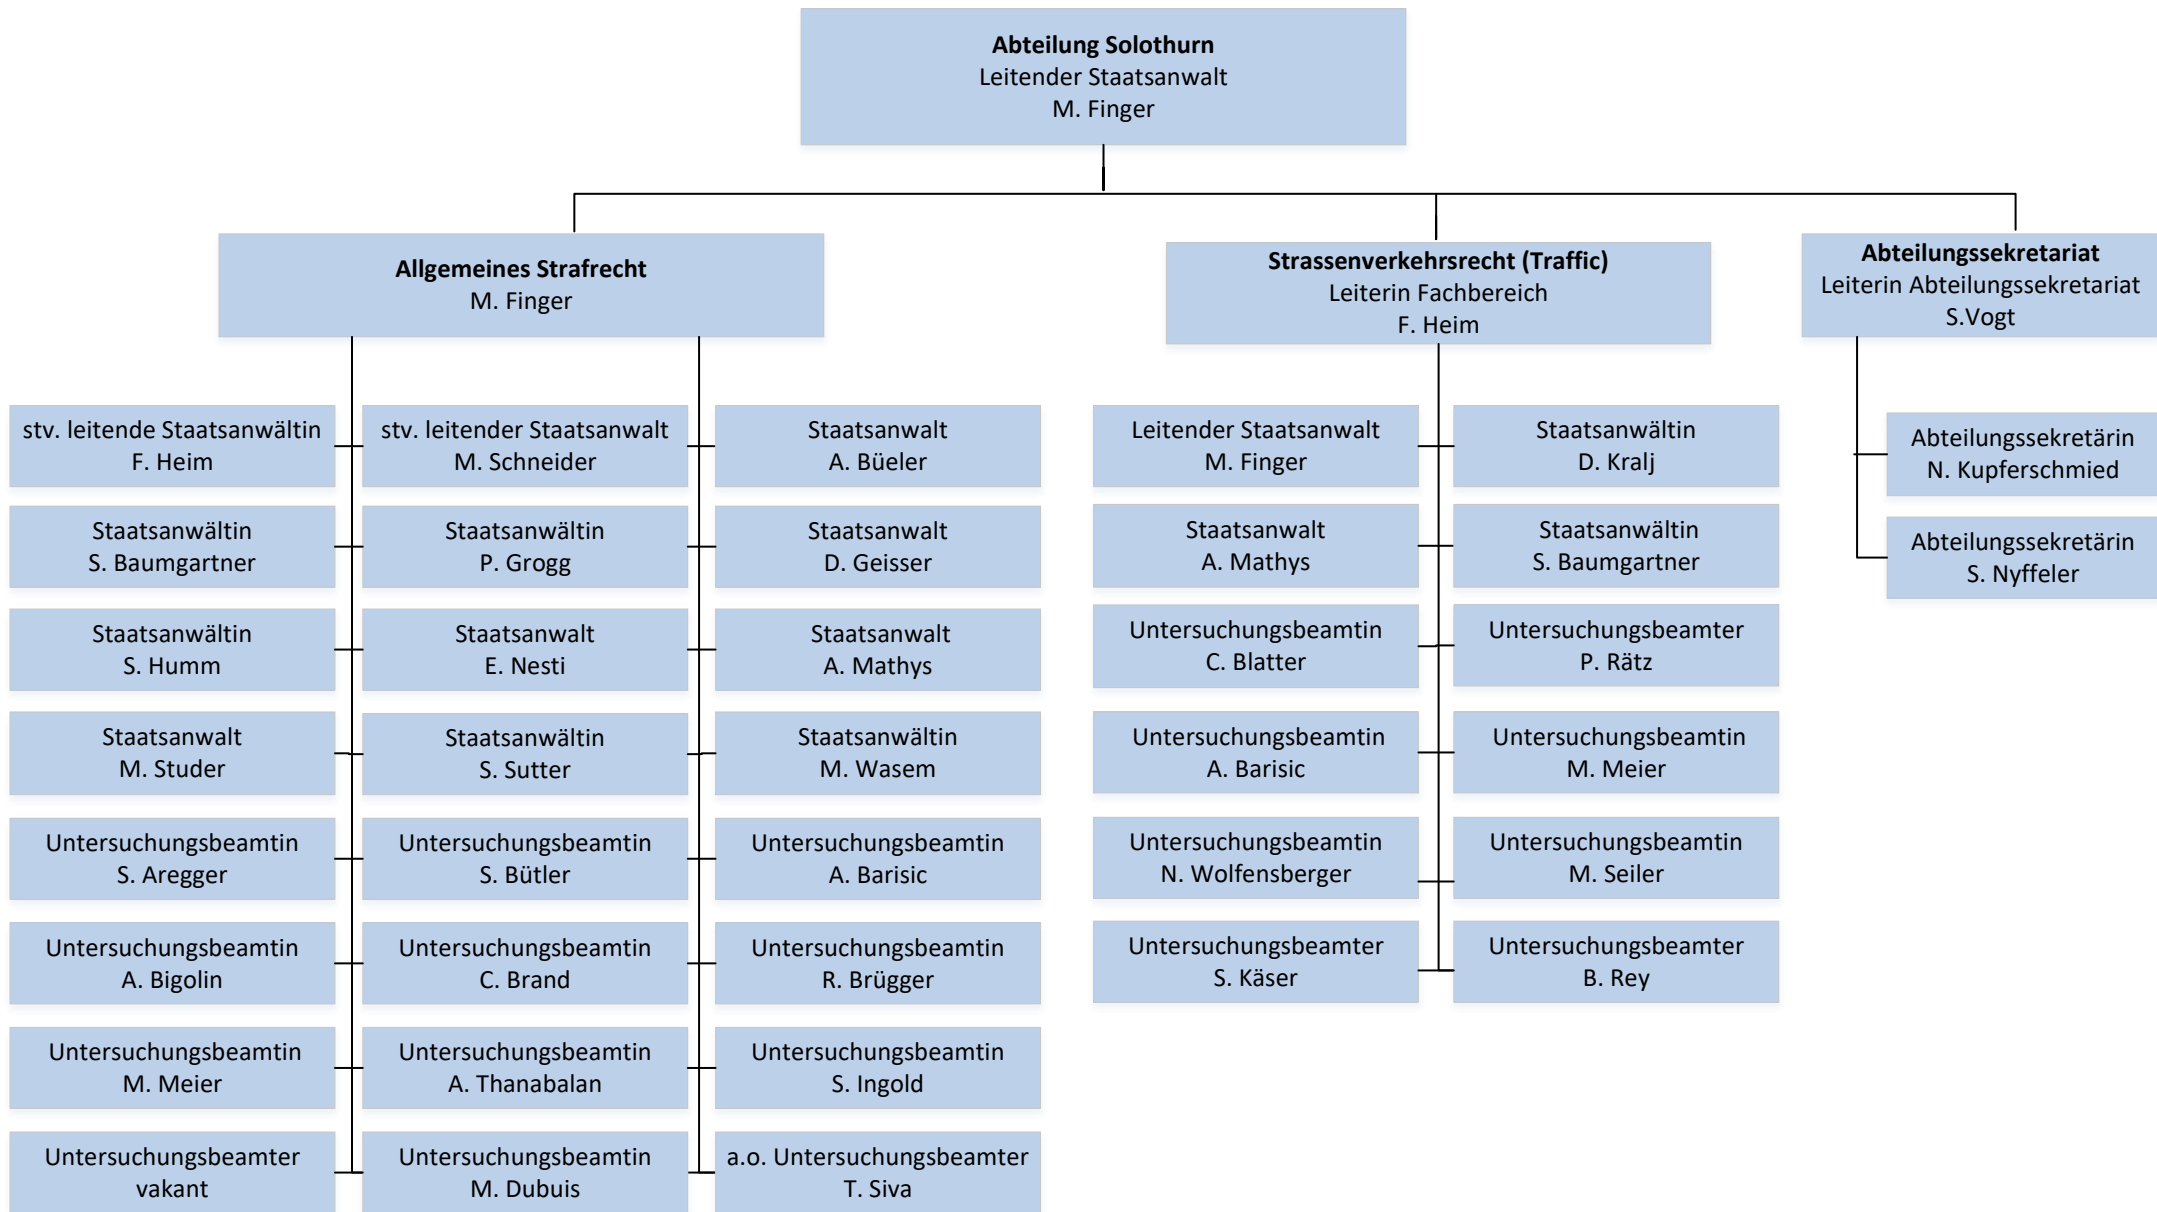 Abteilung Solothurn
Leitender Staatsanwalt
M. Finger
Allgemeines Strafrecht
M. Finger
Strassenverkehrsrecht (Traffic)
Leiterin Fachbereich
F. Heim
Abteilungssekretariat
Leiterin Abteilungssekretariat
S.Vogt
stv. leitende Staatsanwältin
F. Heim
stv. leitender Staatsanwalt
M. Schneider
Staatsanwalt
A. Büeler
Staatsanwältin
S. Baumgartner
Staatsanwältin
P. Grogg
Staatsanwalt
D. Geisser
Staatsanwältin
S. Humm
Staatsanwalt
E. Nesti
Staatsanwalt
A. Mathys
Staatsanwalt
M. Studer
Staatsanwältin
S. Sutter
Staatsanwältin
M. Wasem
Untersuchungsbeamtin
S. Aregger
Untersuchungsbeamtin
S. Bütler
Untersuchungsbeamtin
A. Barisic
Untersuchungsbeamtin
A. Bigolin
Untersuchungsbeamtin
C. Brand
Untersuchungsbeamtin
R. Brügger
Untersuchungsbeamtin
M. Meier
Untersuchungsbeamtin
A. Thanabalan
Untersuchungsbeamtin
S. Ingold
Untersuchungsbeamter
vakant
Untersuchungsbeamtin
M. Dubuis
a.o. Untersuchungsbeamter
T. Siva
Leitender Staatsanwalt
M. Finger
Staatsanwältin
D. Kralj
Staatsanwalt
A. Mathys
Staatsanwältin
S. Baumgartner
Untersuchungsbeamtin
C. Blatter
Untersuchungsbeamter
P. Rätz
Untersuchungsbeamtin
A. Barisic
Untersuchungsbeamtin
M. Meier
Untersuchungsbeamtin
N. Wolfensberger
Untersuchungsbeamtin
M. Seiler
Untersuchungsbeamter
S. Käser
Untersuchungsbeamter
B. Rey
Abteilungssekretärin
N. Kupferschmied
Abteilungssekretärin
S. Nyffeler